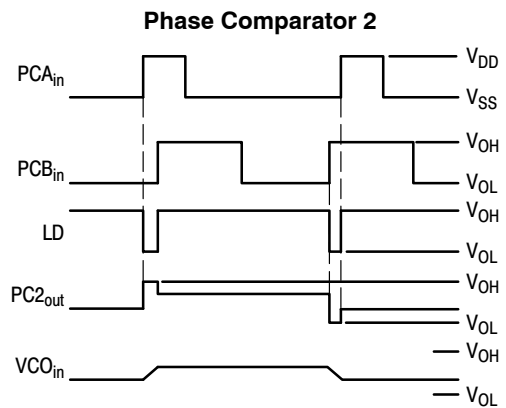 Phase Comparator 2
PCAin
VDD
VSS
PCBin
VOH
VOL
LD
VOH
VOL
PC2out
VOH
VOL
VCOin
VOH
VOL